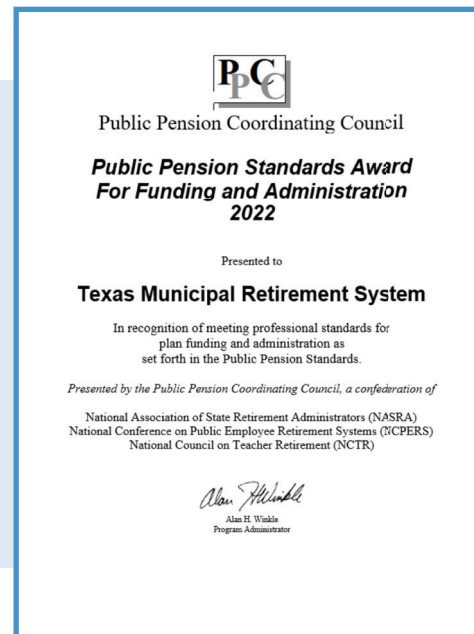 PPCC
Public Pension Coordinating Council
Public Pension Standards Award
For Funding and Administration
2022
Presented to
Texas Municipal Retirement System
In recognition of meeting professional standards for
plan funding and administration as
set forth in the Public Pension Standards.
Presented by the Public Pension Coordinating Council, a confederation of
National Association of State Retirement Administrators (NASRA)
National Conference on Public Employee Retirement Systems (NCPERS)
National Council on Teacher Retirement (NCTR)
Alan H Winkle
Alan H. Winkle
Program Administrator